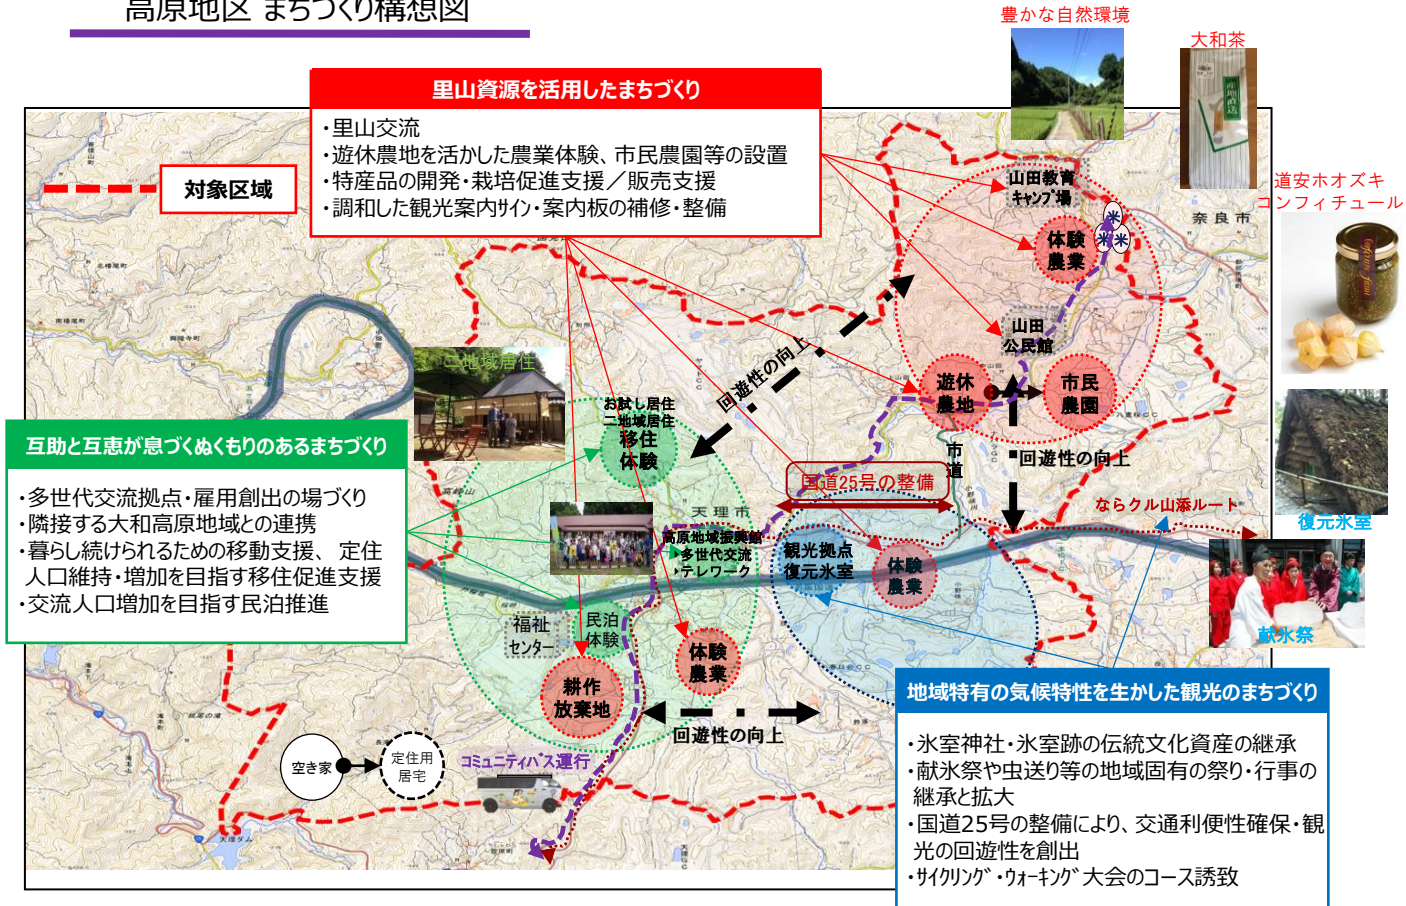 高原地区 まちづくり構想図
豊かな自然環境
大和茶
産地直送
道安ホオズキ
コンフィチュール
里山資源を活用したまちづくり
・里山交流
・遊休農地を活かした農業体験、市民農園等の設置
・特産品の開発・栽培促進支援／販売支援
・調和した観光案内サイン・案内板の補修・整備
対象区域
山田教育
キャンプ場
体験
農業
米
米米
奈良市
山田
公民館
遊休
農地
市民
農園
回遊性の向上
市道
回遊性の向上
二地域居住
お試し居住
二地域居住
移住
体験
互助と互恵が息づくぬくもりのあるまちづくり
・多世代交流拠点・雇用創出の場づくり
・隣接する大和高原地域との連携
・暮らし続けられるための移動支援、定住
人口維持・増加を目指す移住促進支援
・交流人口増加を目指す民泊推進
国道25号の整備
天理市
高原地域振興館
・多世代交流
・テレワーク
観光拠点
復元氷室
体験
農業
ならクル山添ルート
復元氷室
献氷祭
福祉
センター
民泊
体験
耕作
放棄地
体験
農業
回遊性の向上
空き家
定住用
居宅
コミュニティバス運行
天理ダム
地域特有の気候特性を生かした観光のまちづくり
・氷室神社・氷室跡の伝統文化資産の継承
・献氷祭や虫送り等の地域固有の祭り・行事の
継承と拡大
・国道25号の整備により、交通利便性確保・観
光の回遊性を創出
・サイクリング・ウォーキング大会のコース誘致